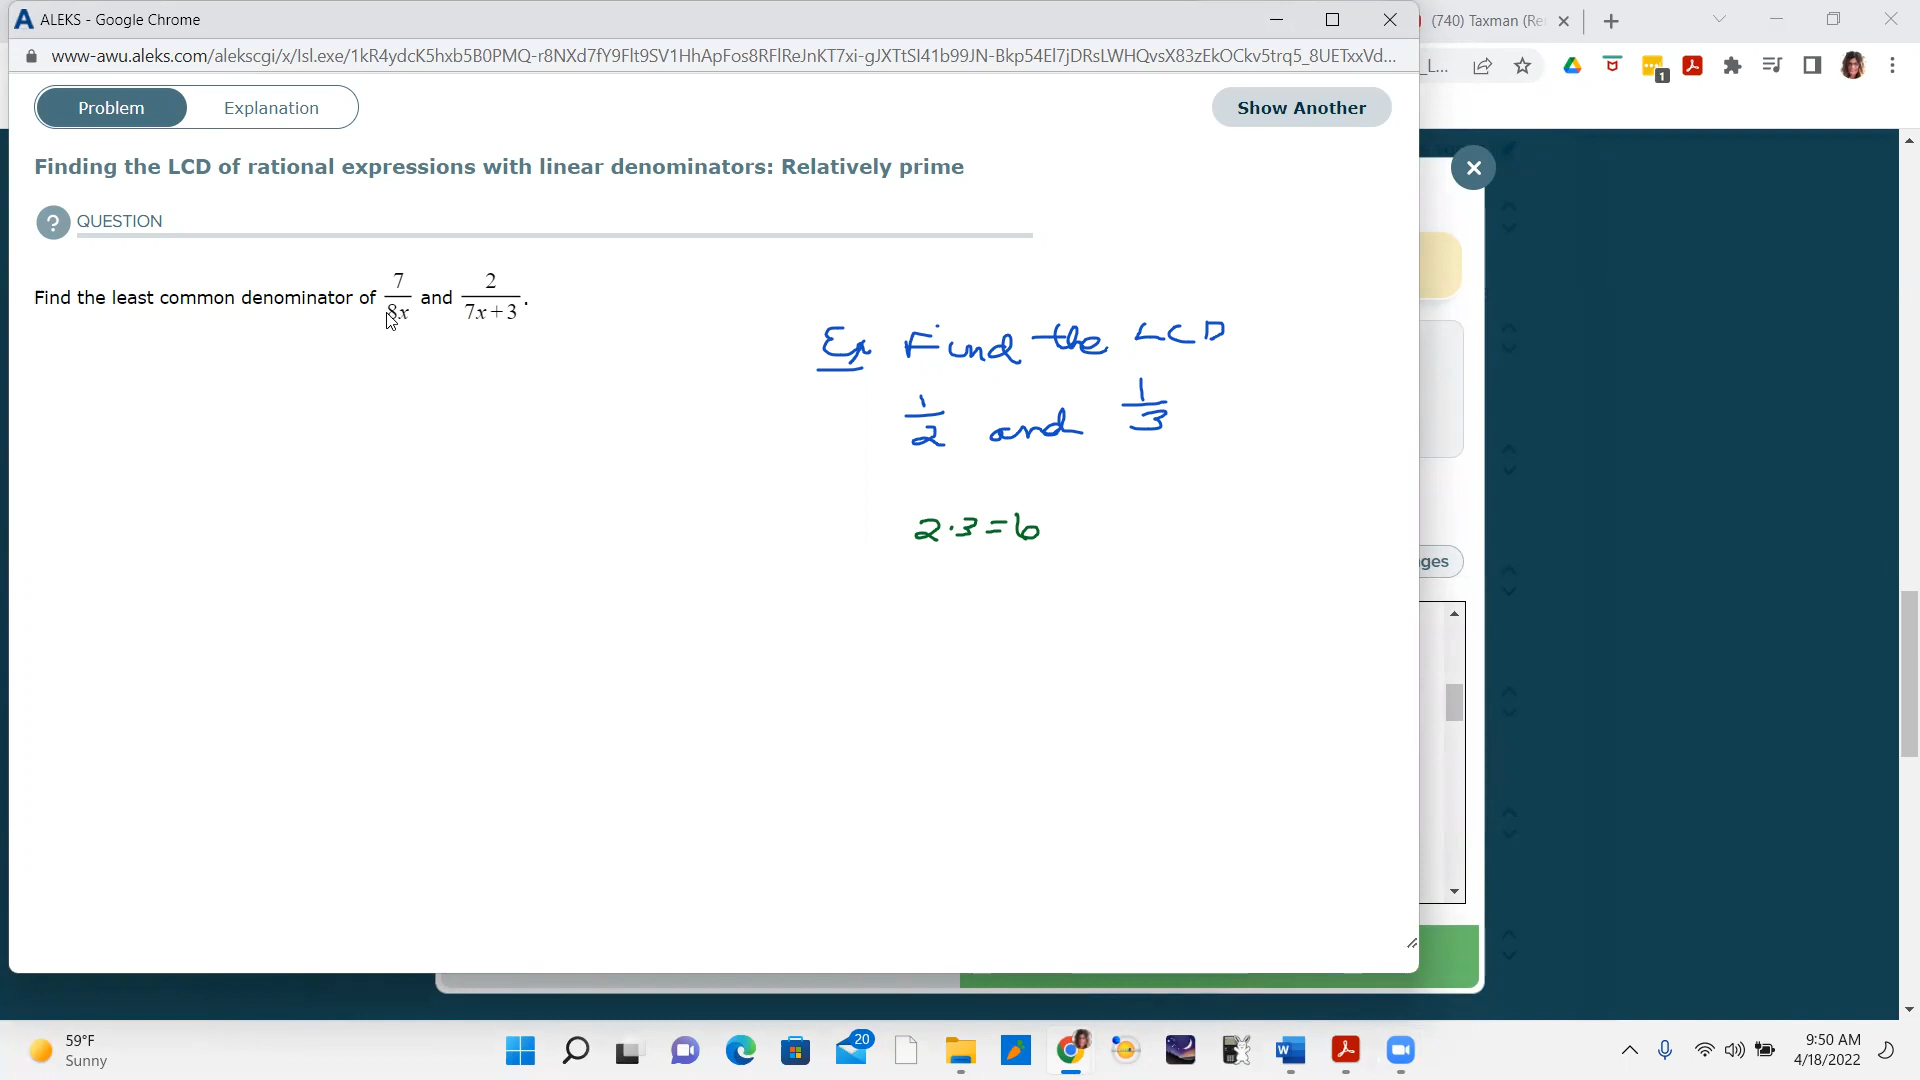 ALEKS - Google Chrome
(740) Taxman (Re
www-awu.aleks.com/alekscgi/x/Isl.exe/1kR4ydcK5hxb5B0PMQ-r8NXd7fY9Flt9SV1HhApFos8RFlReJnKT7xi-gJXTtSI41b99JN-Bkp54El7jDRsLWHQvsX83zEkOCkv5trq5_8UETxxVd...
_L...
1
Problem
Explanation
Show Another
Finding the LCD of rational expressions with linear denominators: Relatively prime
? QUESTION
Find the least common denominator of 7/8x and 2/7x+3.
Ex Find the LCD
1/2 and 1/3
2·3=6
ges
59°F
Sunny
20
9:50 AM
4/18/2022